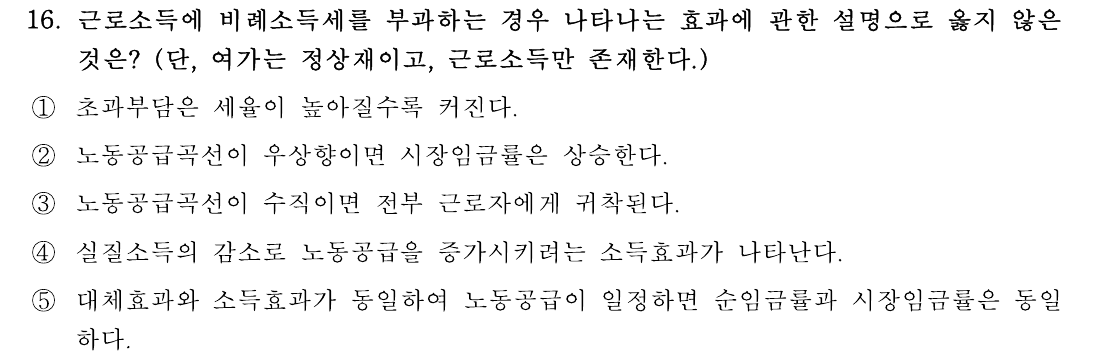 16. 근로소득에 비례소득세를 부과하는 경우 나타나는 효과에 관한 설명으로 옳지 않은
것은? (단, 여가는 정상재이고, 근로소득만 존재한다.)
① 초과부담은 세율이 높아질수록 커진다.
② 노동공급곡선이 우상향이면 시장임금률은 상승한다.
③ 노동공급곡선이 수직이면 전부 근로자에게 귀착된다.
④ 실질소득의 감소로 노동공급을 증가시키려는 소득효과가 나타난다.
⑤ 대체효과와 소득효과가 동일하여 노동공급이 일정하면 순임금률과 시장임금률은 동일
하다.